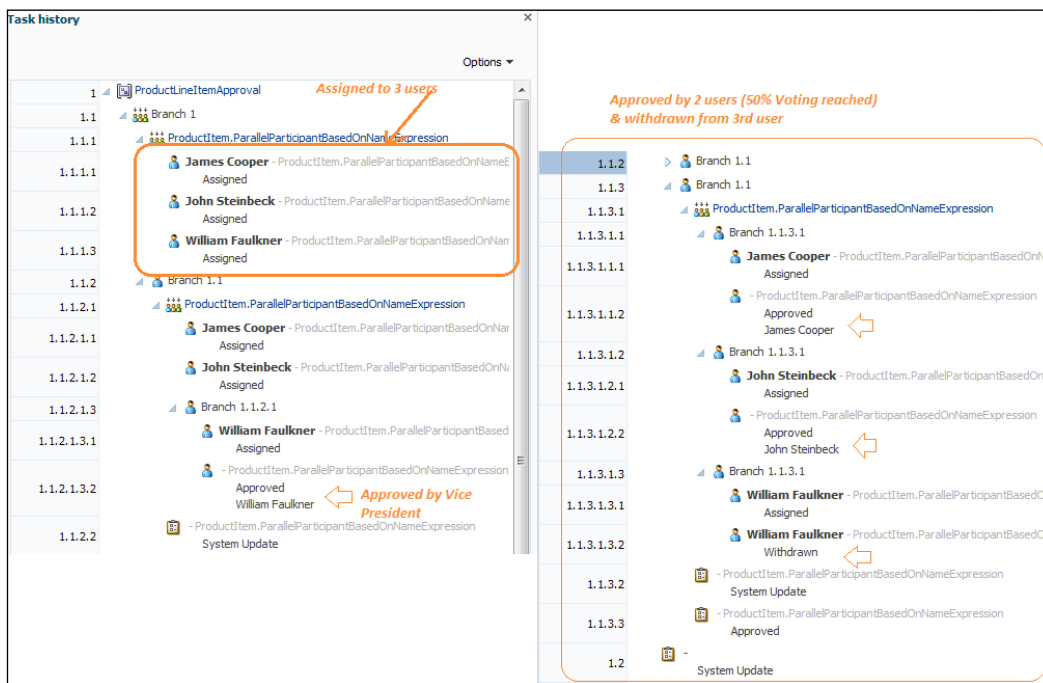 Task history
×
Options
1 ProductLineItemApproval
Assigned to 3 users
1.1 Branch 1
1.1.1 ProductItem.ParallelParticipantBasedOnNameExpression
1.1.1.1 James Cooper - ProductItem.ParallelParticipantBasedOnNameE
Assigned
1.1.1.2 John Steinbeck - ProductItem.ParallelParticipantBasedOnName
Assigned
1.1.1.3 William Faulkner - ProductItem.ParallelParticipantBasedOnNam
Assigned
1.1.2 Branch 1.1
1.1.2.1 ProductItem.ParallelParticipantBasedOnNameExpression
1.1.2.1.1 James Cooper - ProductItem.ParallelParticipantBasedOnNar
Assigned
1.1.2.1.2 John Steinbeck - ProductItem.ParallelParticipantBasedOnNa
Assigned
1.1.2.1.3 Branch 1.1.2.1
1.1.2.1.3.1 William Faulkner - ProductItem.ParallelParticipantBased
Assigned
1.1.2.1.3.2 - ProductItem.ParallelParticipantBasedOnNameExpression
Approved
William Faulkner
Approved by Vice
President
1.1.2.2 - ProductItem.ParallelParticipantBasedOnNameExpression
System Update
Approved by 2 users (50% Voting reached)
& withdrawn from 3rd user
1.1.2 Branch 1.1
1.1.3 Branch 1.1
1.1.3.1 ProductItem.ParallelParticipantBasedOnNameExpression
1.1.3.1.1 Branch 1.1.3.1
1.1.3.1.1.1 James Cooper - ProductItem.ParallelParticipantBasedOnN
Assigned
1.1.3.1.1.2 - ProductItem.ParallelParticipantBasedOnNameExpression
Approved
James Cooper
1.1.3.1.2 Branch 1.1.3.1
1.1.3.1.2.1 John Steinbeck - ProductItem.ParallelParticipantBasedOn
Assigned
1.1.3.1.2.2 - ProductItem.ParallelParticipantBasedOnNameExpression
Approved
John Steinbeck
1.1.3.1.3 Branch 1.1.3.1
1.1.3.1.3.1 William Faulkner - ProductItem.ParallelParticipantBasedC
Assigned
1.1.3.1.3.2 William Faulkner - ProductItem.ParallelParticipantBasedC
Withdrawn
1.1.3.2 - ProductItem.ParallelParticipantBasedOnNameExpression
System Update
1.1.3.3 - ProductItem.ParallelParticipantBasedOnNameExpression
Approved
1.2 -
System Update